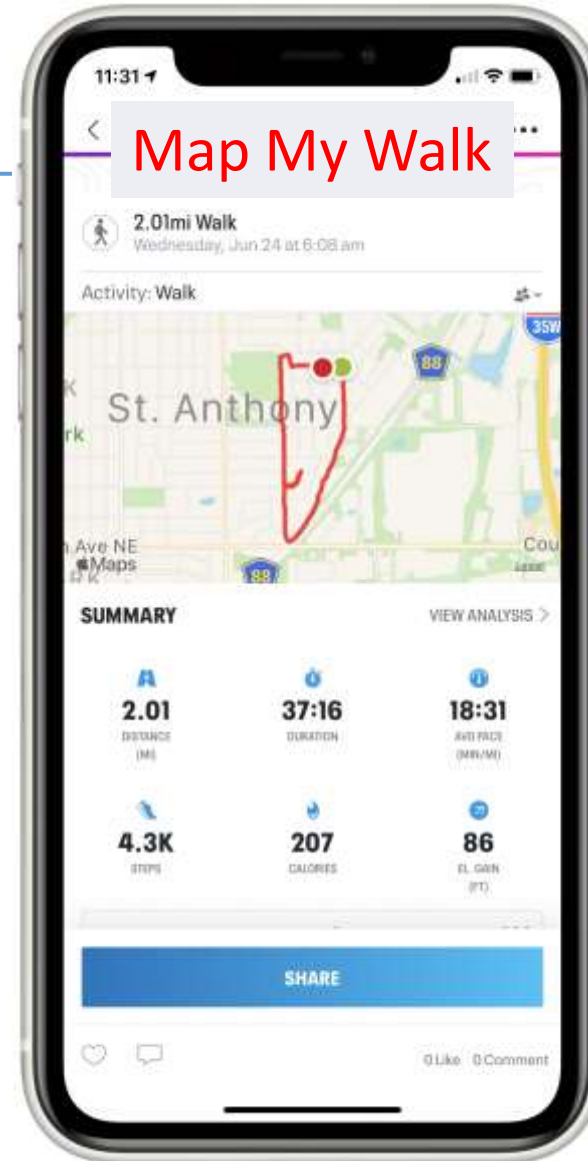 11:31
Map My Walk
2.01mi Walk
Wednesday, Jun 24 at 6:08 am
Activity: Walk
35W
88
St. Anthony
Ave NE
Maps
88
SUMMARY
VIEW ANALYSIS >
2.01 37:16 18:31
DISTANCE DURATION AVG PACE
(MI) (MIN/MI)
4.3K 207 86
STEPS CALORIES EL. GAIN
(FT)
SHARE
0 Like 0 Comment